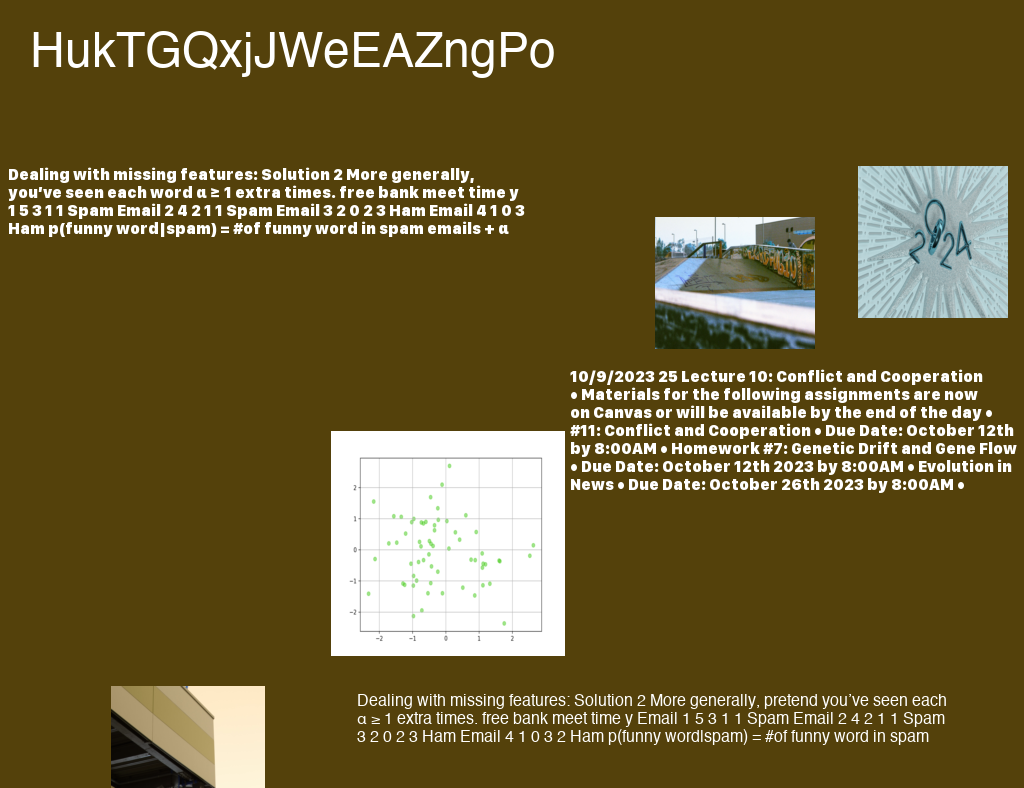 HukTGQxjJWeEAZngPo
Dealing with missing features: Solution 2 More generally,
you've seen each word α ≥ 1 extra times. free bank meet time y
1 5 3 1 1 Spam Email 2 4 2 1 1 Spam Email 3 2 0 2 3 Ham Email 4 1 0 3
Ham p(funny word|spam) = #of funny word in spam emails + α
2024
10/9/2023 25 Lecture 10: Conflict and Cooperation
• Materials for the following assignments are now
on Canvas or will be available by the end of the day •
#11: Conflict and Cooperation • Due Date: October 12th
by 8:00AM • Homework #7: Genetic Drift and Gene Flow
• Due Date: October 12th 2023 by 8:00AM • Evolution in
News • Due Date: October 26th 2023 by 8:00AM •
2
1
0
−1
−2
−2 −1 0 1 2
Dealing with missing features: Solution 2 More generally, pretend you've seen each
α ≥ 1 extra times. free bank meet time y Email 1 5 3 1 1 Spam Email 2 4 2 1 1 Spam
3 2 0 2 3 Ham Email 4 1 0 3 2 Ham p(funny word|spam) = #of funny word in spam